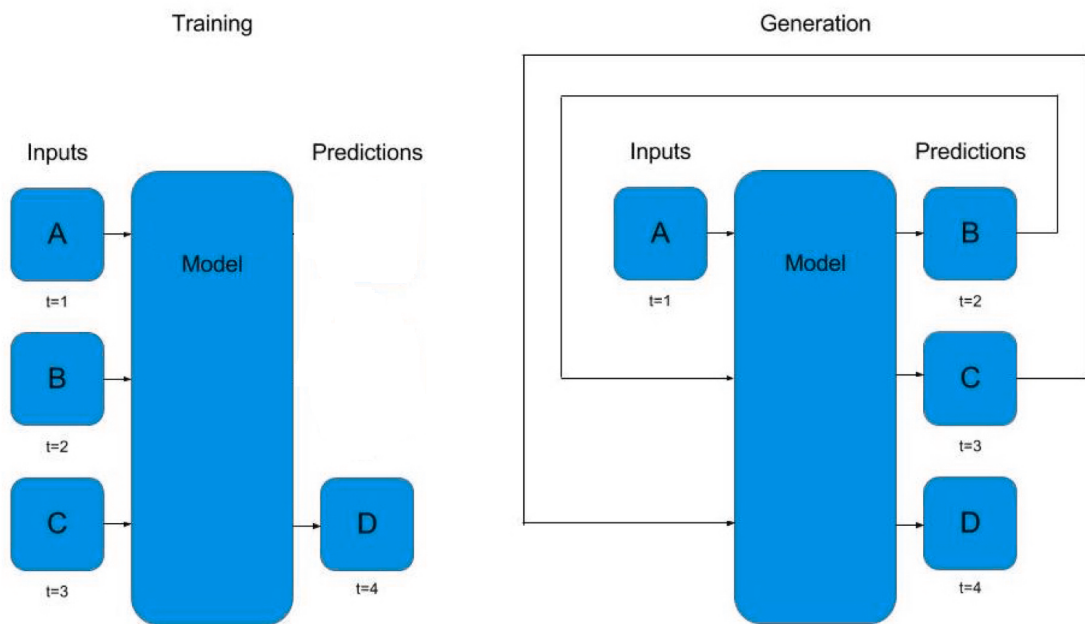 Training
Inputs
Predictions
A
Model
t=1
B
t=2
C
D
t=3
t=4
Generation
Inputs
Predictions
A
Model
B
t=1
t=2
C
t=3
D
t=4